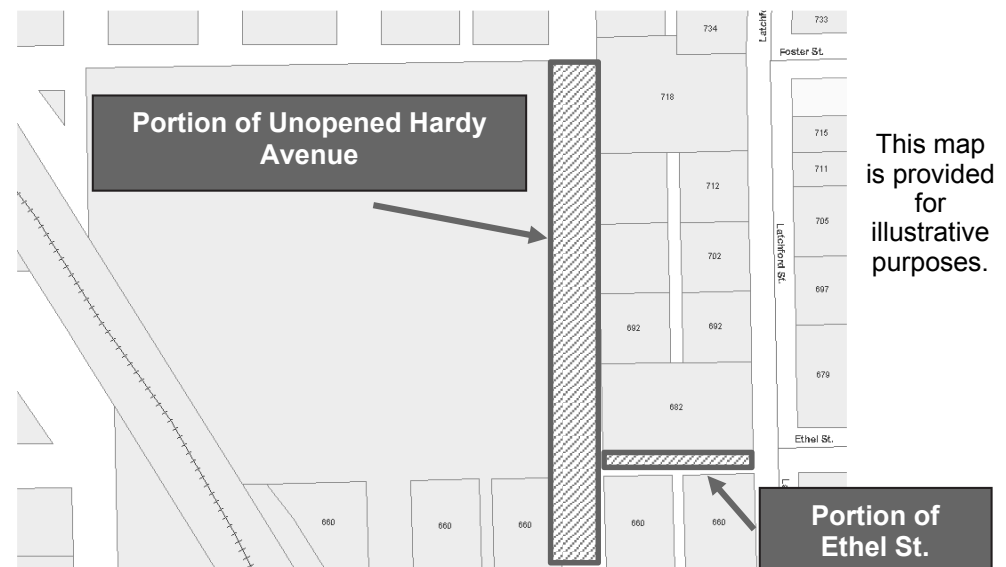 734
733
Latchf
Foster St.
Portion of Unopened Hardy
Avenue
718
715
711
712
This map
is provided
for
illustrative
purposes.
705
Latchford St.
702
697
692
692
679
682
Ethel St.
660
660
660
660
660
Portion of
Ethel St.